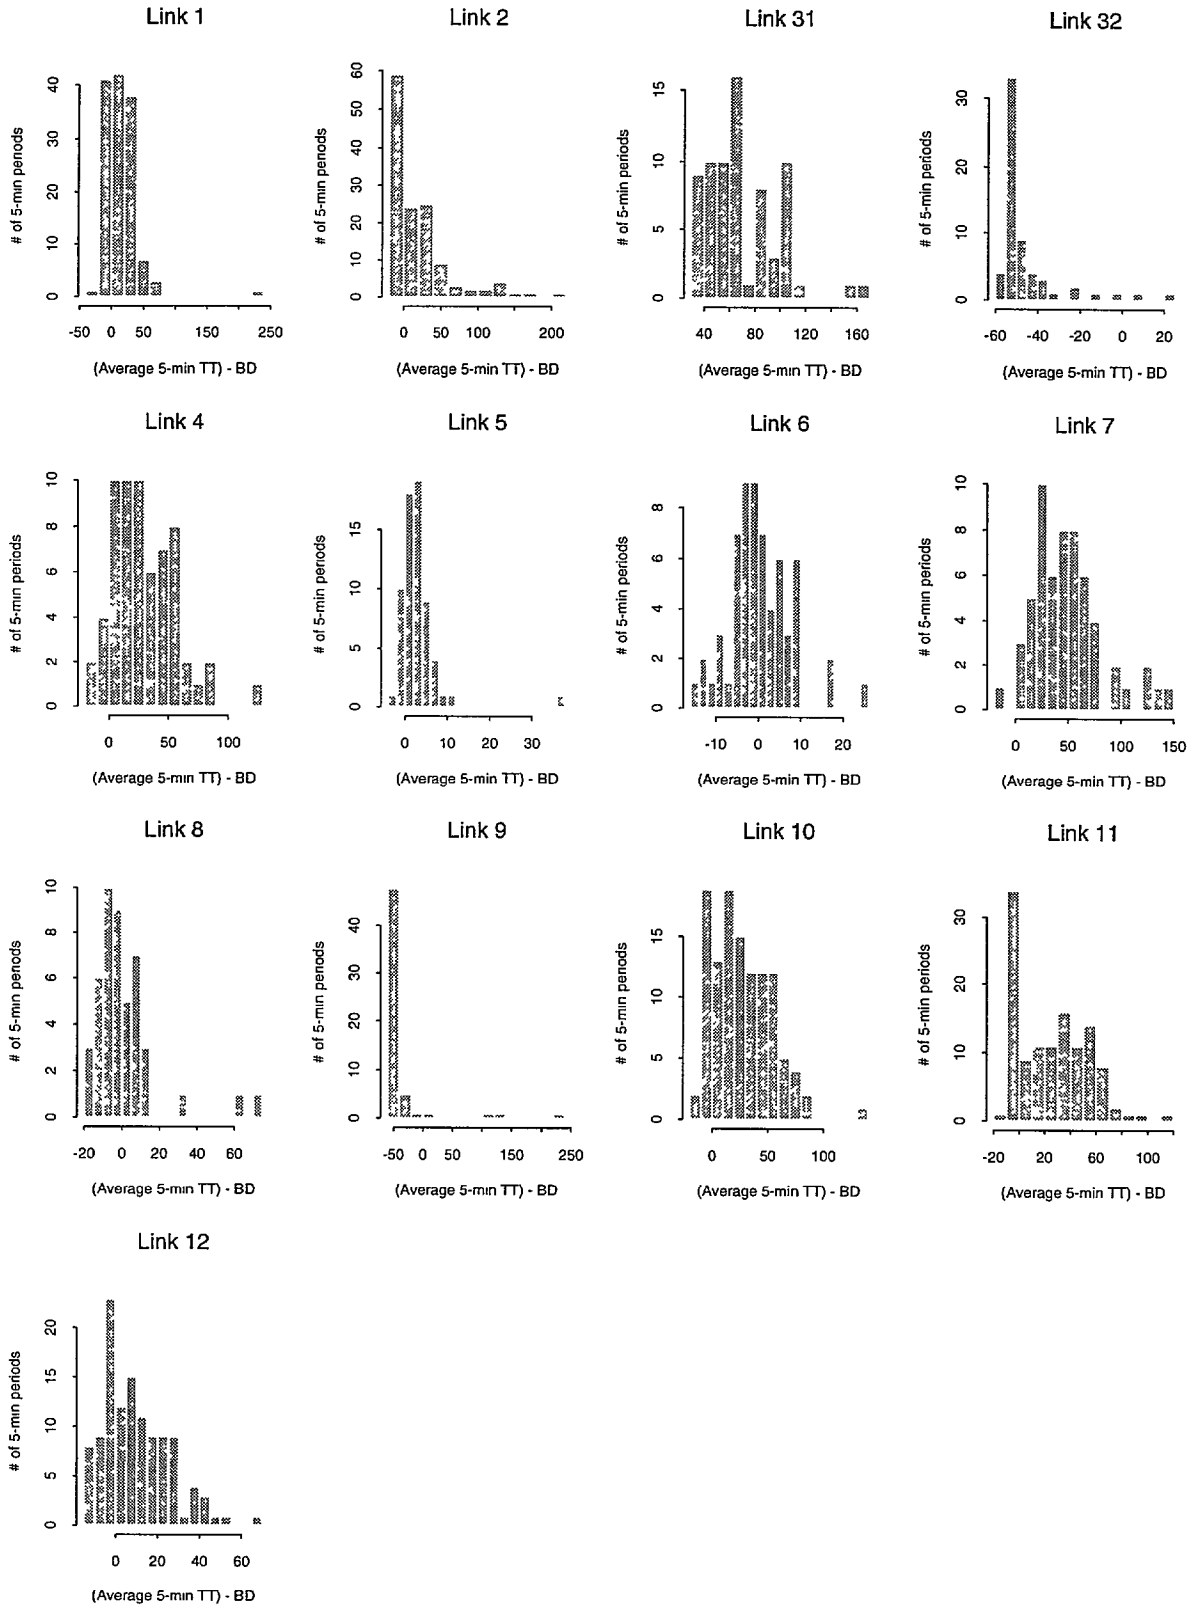 Link 1
# of 5-min periods
0 10 20 30 40
-50 0 50 150 250
(Average 5-min TT) - BD
Link 2
# of 5-min periods
0 10 20 30 40 50 60
0 50 100 200
(Average 5-min TT) - BD
Link 31
# of 5-min periods
0 5 10 15
40 80 120 160
(Average 5-min TT) - BD
Link 32
# of 5-min periods
0 10 20 30
-60 -40 -20 0 20
(Average 5-min TT) - BD
Link 4
# of 5-min periods
0 2 4 6 8 10
0 50 100
(Average 5-min TT) - BD
Link 5
# of 5-min periods
0 5 10 15
0 10 20 30
(Average 5-min TT) - BD
Link 6
# of 5-min periods
0 2 4 6 8
-10 0 10 20
(Average 5-min TT) - BD
Link 7
# of 5-min periods
0 2 4 6 8 10
0 50 100 150
(Average 5-min TT) - BD
Link 8
# of 5-min periods
0 2 4 6 8 10
-20 0 20 40 60
(Average 5-min TT) - BD
Link 9
# of 5-min periods
0 10 20 30 40
-50 0 50 150 250
(Average 5-min TT) - BD
Link 10
# of 5-min periods
0 5 10 15
0 50 100
(Average 5-min TT) - BD
Link 11
# of 5-min periods
0 10 20 30
-20 20 60 100
(Average 5-min TT) - BD
Link 12
# of 5-min periods
0 5 10 15 20
0 20 40 60
(Average 5-min TT) - BD